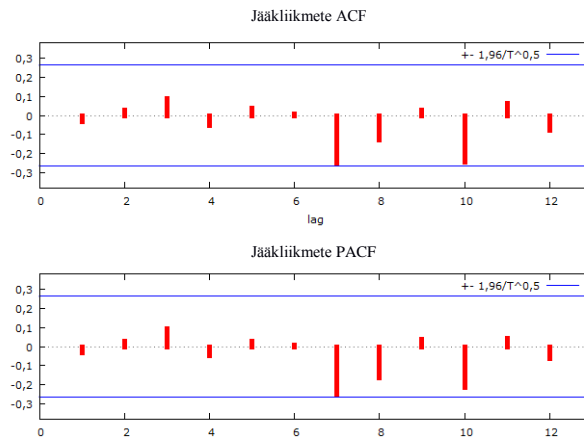 Jääkliikmete ACF
+- 1,96/T^0,5
0,3
0,2
0,1
0
-0,1
-0,2
-0,3
0 2 4 6 8 10 12
lag
Jääkliikmete PACF
+- 1,96/T^0,5
0,3
0,2
0,1
0
-0,1
-0,2
-0,3
0 2 4 6 8 10 12